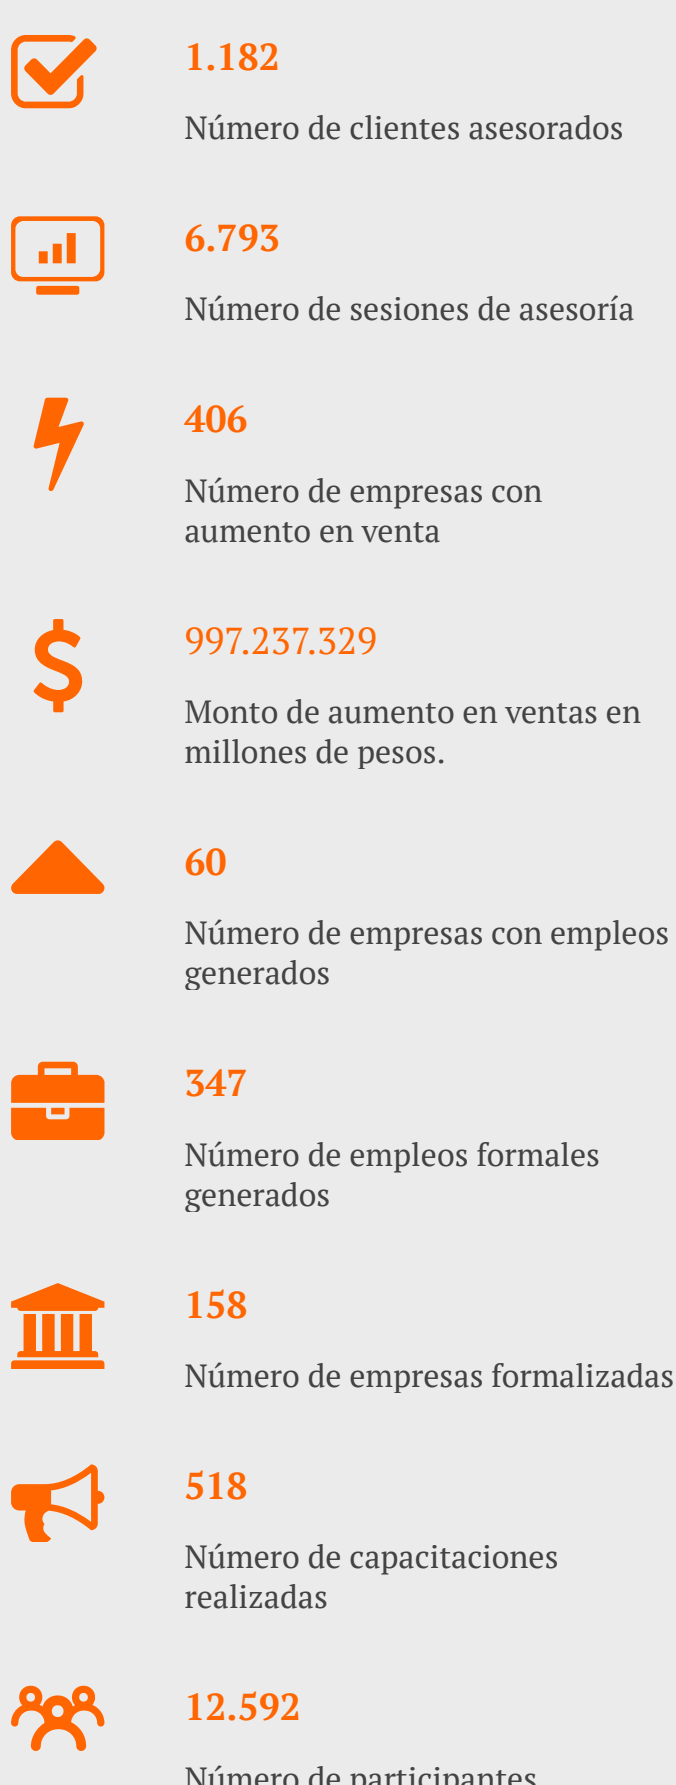 1.182
Número de clientes asesorados
6.793
Número de sesiones de asesoría
406
Número de empresas con
aumento en venta
997.237.329
Monto de aumento en ventas en
millones de pesos.
60
Número de empresas con empleos
generados
347
Número de empleos formales
generados
158
Número de empresas formalizadas
518
Número de capacitaciones
realizadas
12.592
Número de participantes